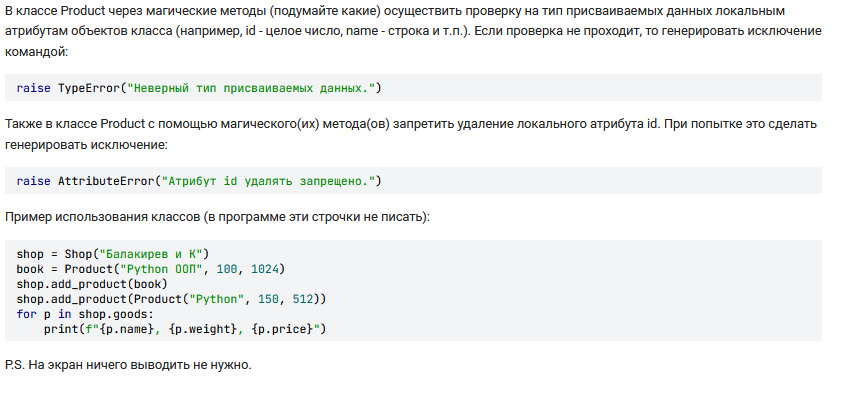 В классе Product через магические методы (подумайте какие) осуществить проверку на тип присваиваемых данных локальным
атрибутам объектов класса (например, id - целое число, name - строка и т.п.). Если проверка не проходит, то генерировать исключение
командой:
raise TypeError("Неверный тип присваиваемых данных.")
Также в классе Product с помощью магического(их) метода(ов) запретить удаление локального атрибута id. При попытке это сделать
генерировать исключение:
raise AttributeError("Атрибут id удалять запрещено.")
Пример использования классов (в программе эти строчки не писать):
shop = Shop("Балакирев и К")
book = Product("Python ООП", 100, 1024)
shop.add_product(book)
shop.add_product(Product("Python", 150, 512))
for p in shop.goods:
    print(f"{p.name}, {p.weight}, {p.price}")
P.S. На экран ничего выводить не нужно.